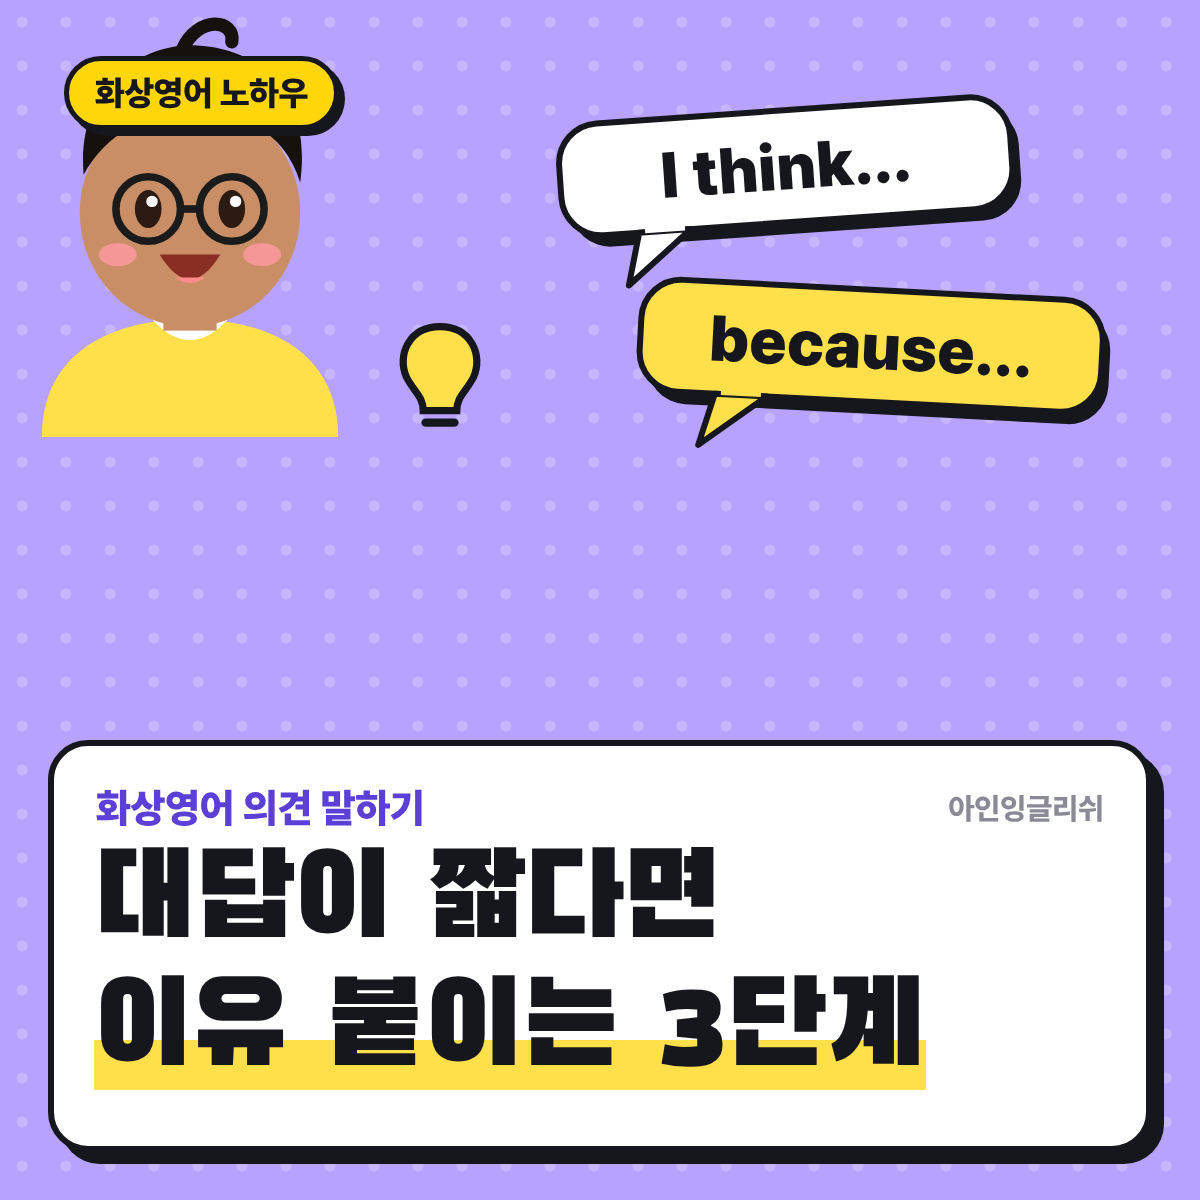 화상영어 노하우
I think...
because...
화상영어 의견 말하기
아인잉글리쉬
대답이 짧다면
이유 붙이는 3단계